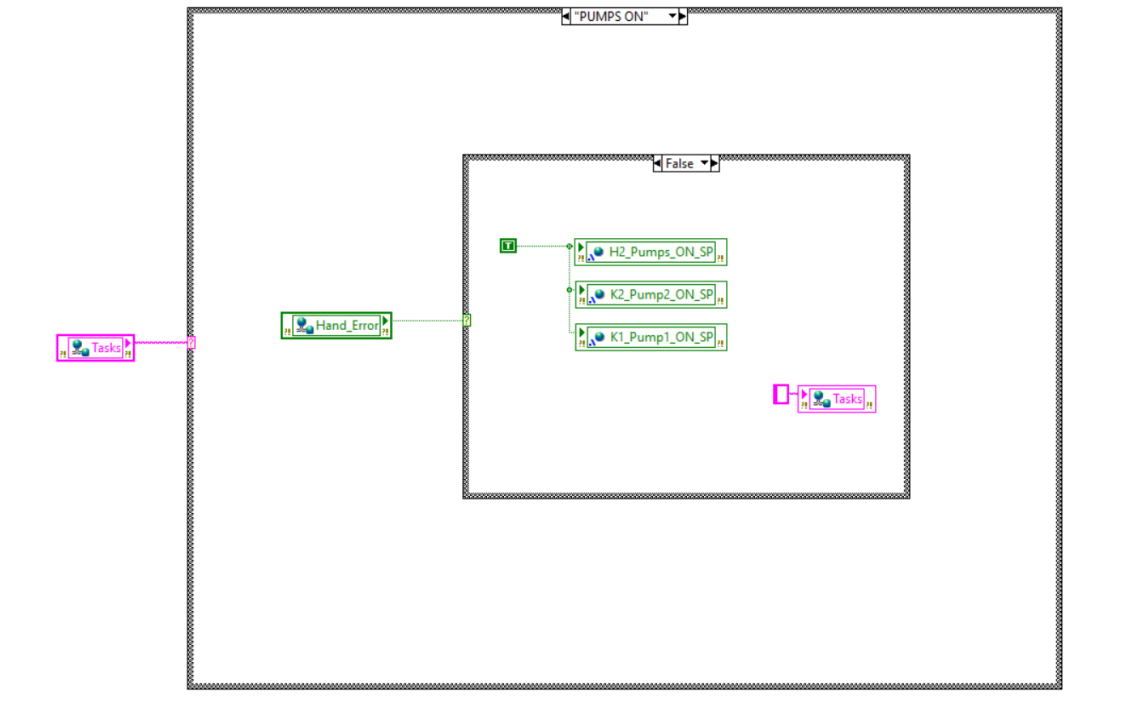 "PUMPS ON"
False
T
H2_Pumps_ON_SP
K2_Pump2_ON_SP
Hand_Error
?
K1_Pump1_ON_SP
Tasks
?
Tasks